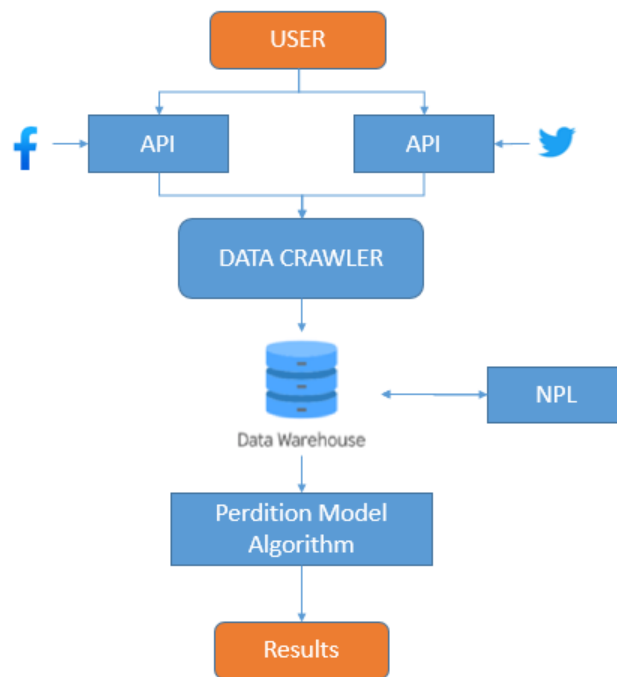 USER
API
API
DATA CRAWLER
Data Warehouse
NPL
Perdition Model
Algorithm
Results